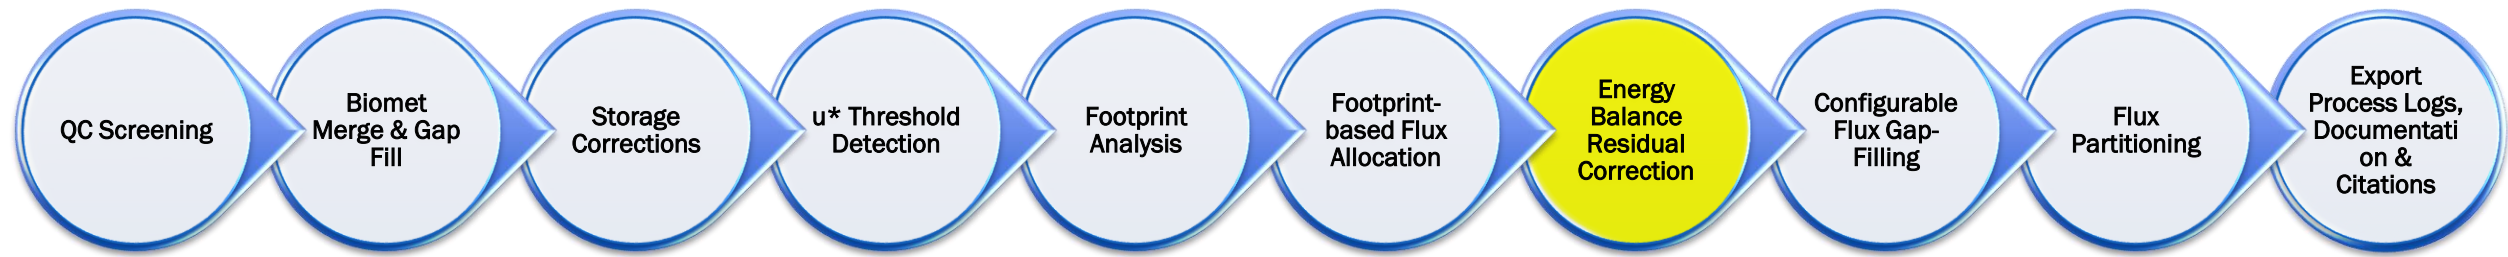 QC Screening
Biomet
Merge & Gap
Fill
Storage
Corrections
u* Threshold
Detection
Footprint
Analysis
Footprint-
based Flux
Allocation
Energy
Balance
Residual
Correction
Configurable
Flux Gap-
Filling
Flux
Partitioning
Export
Process Logs,
Documentati
on &
Citations